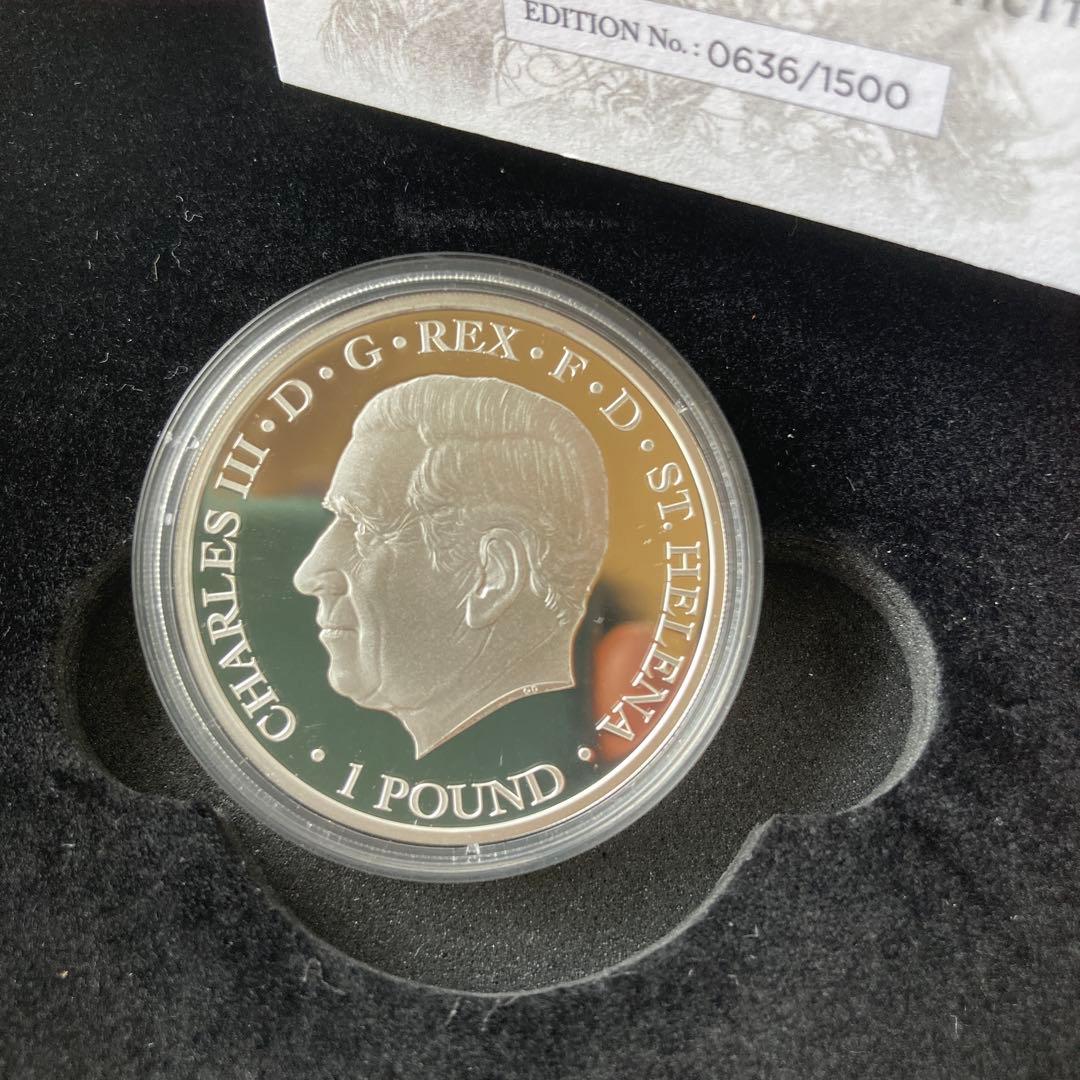 EDITION No.: 0636/1500
CHARLES III · D · G · REX · F · D · ST. HELENA ·
1 POUND ·